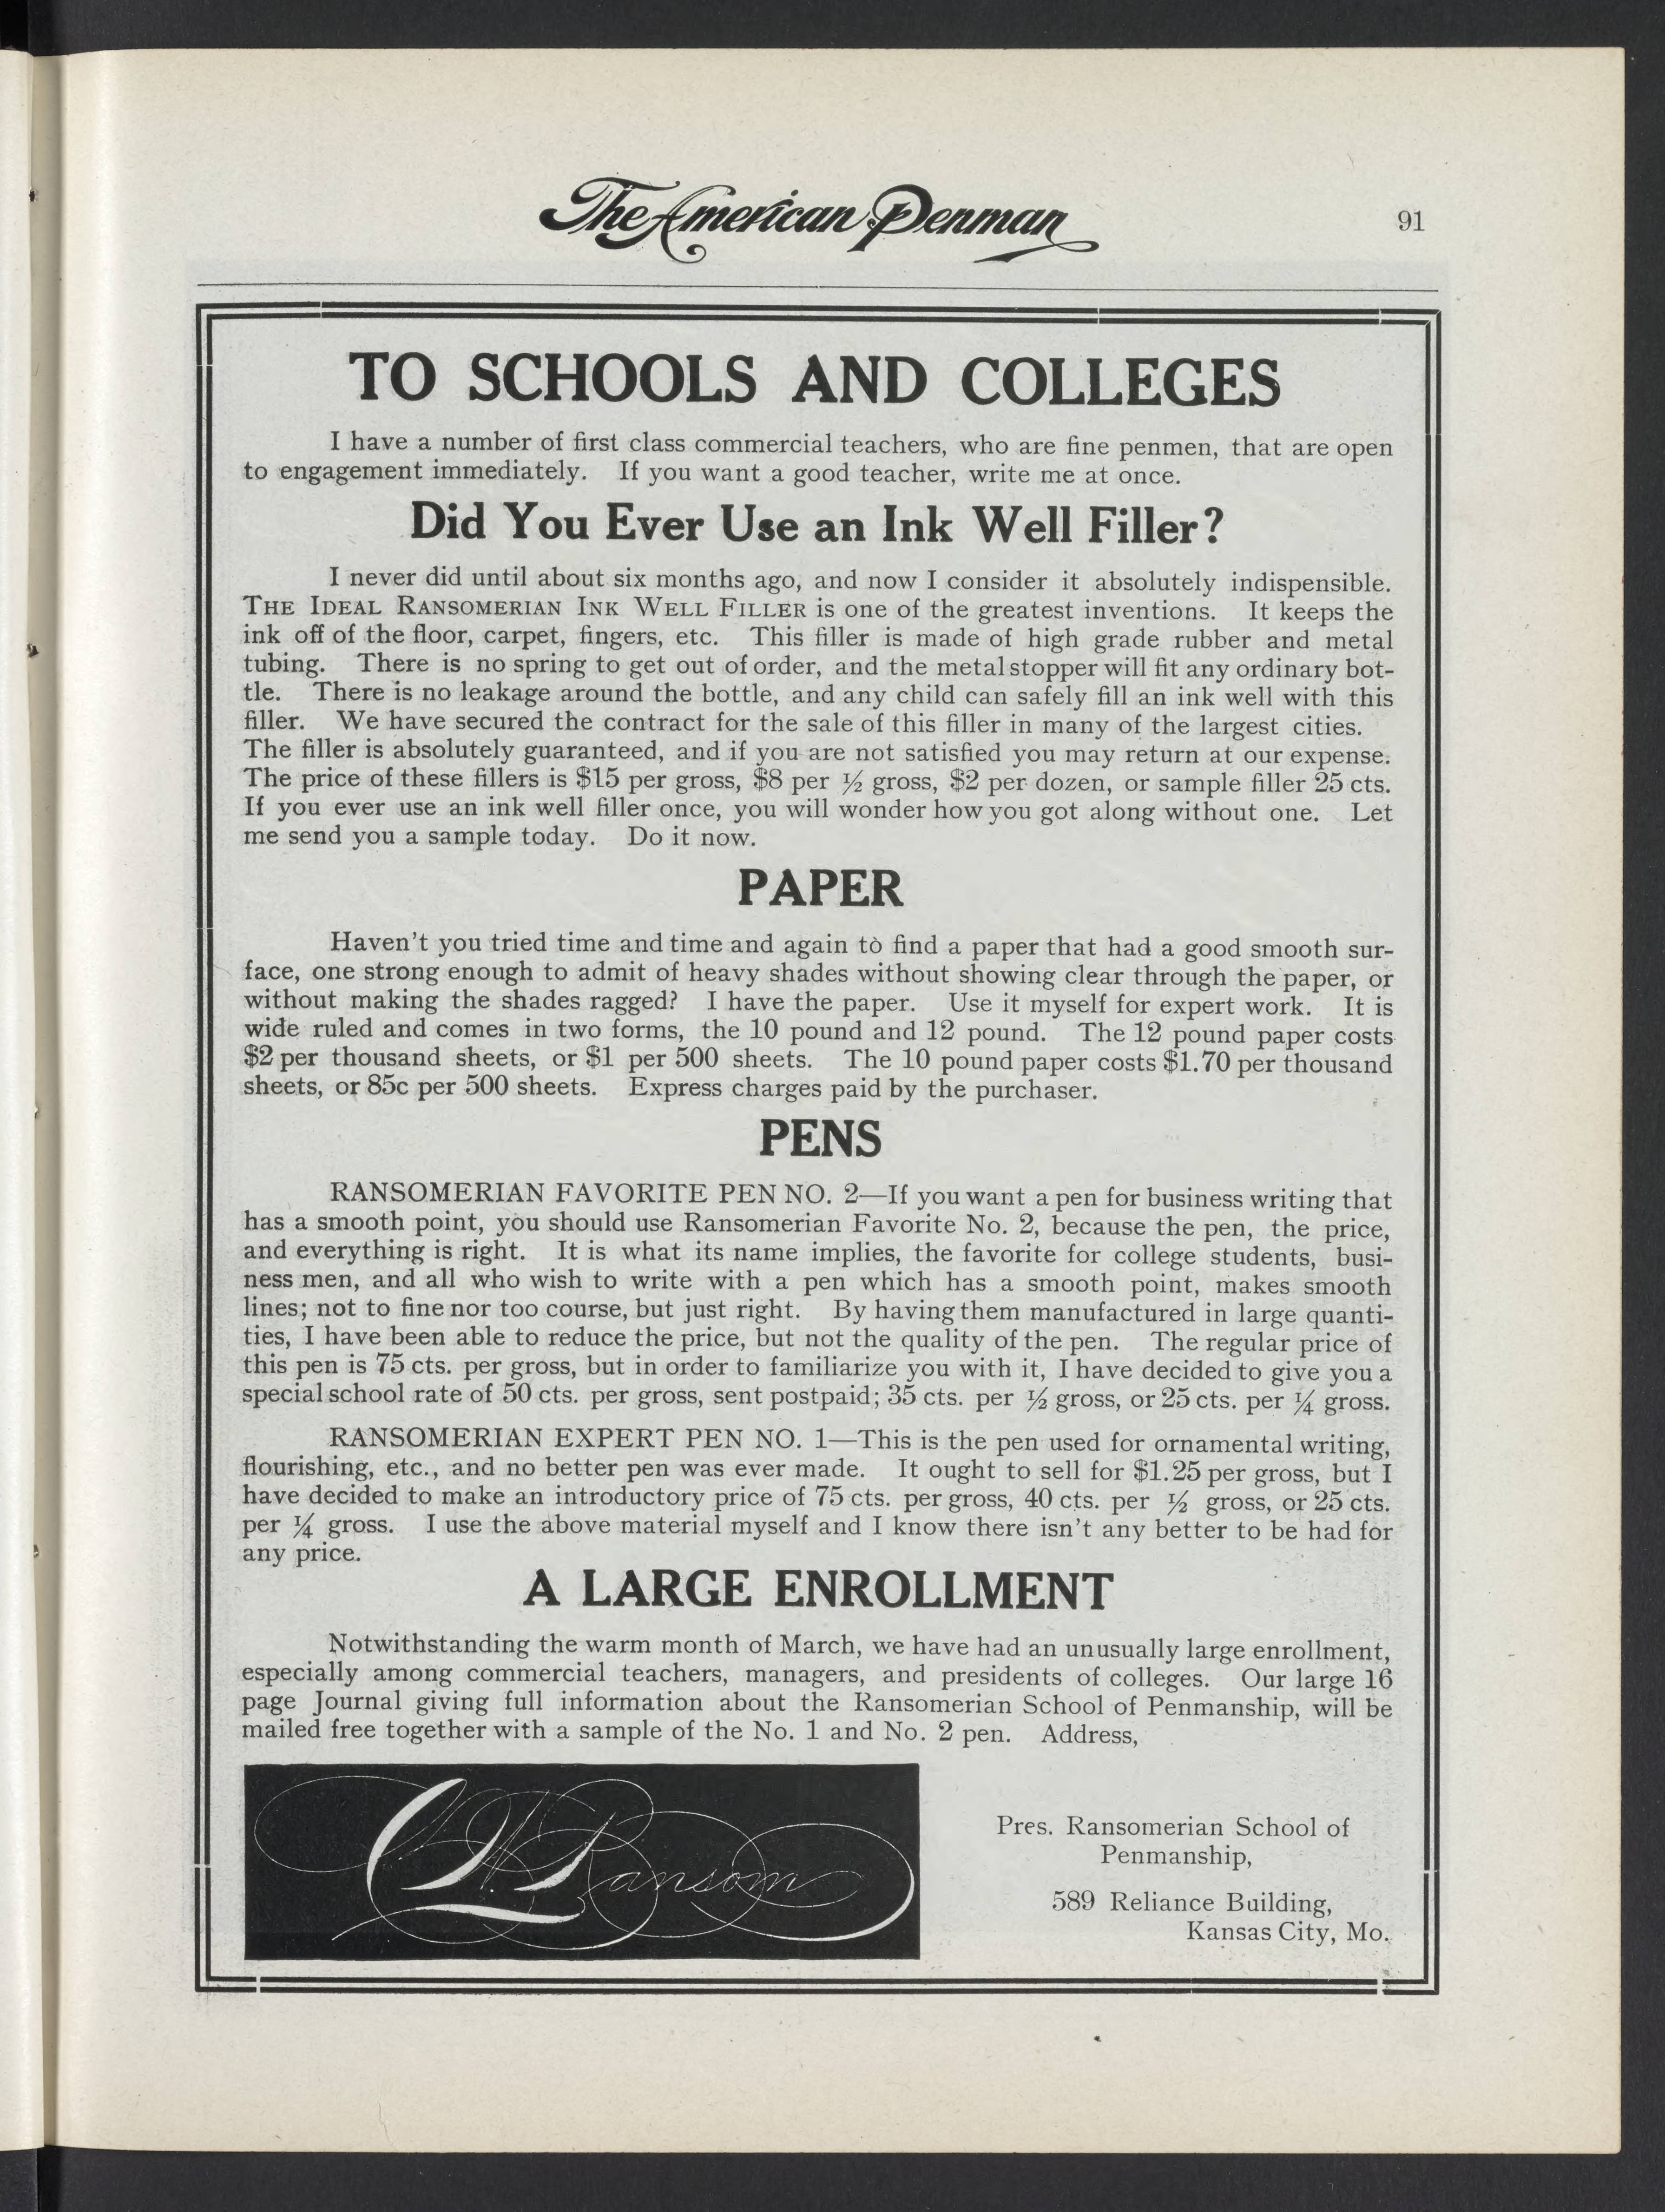 The American Penman
91
TO SCHOOLS AND COLLEGES
I have a number of first class commercial teachers, who are fine penmen, that are open
to engagement immediately. If you want a good teacher, write me at once.
Did You Ever Use an Ink Well Filler?
I never did until about six months ago, and now I consider it absolutely indispensible.
THE IDEAL RANSOMERIAN INK WELL FILLER is one of the greatest inventions. It keeps the
ink off of the floor, carpet, fingers, etc. This filler is made of high grade rubber and metal
tubing. There is no spring to get out of order, and the metal stopper will fit any ordinary bot-
tle. There is no leakage around the bottle, and any child can safely fill an ink well with this
filler. We have secured the contract for the sale of this filler in many of the largest cities.
The filler is absolutely guaranteed, and if you are not satisfied you may return at our expense.
The price of these fillers is $15 per gross, $8 per ½ gross, $2 per dozen, or sample filler 25 cts.
If you ever use an ink well filler once, you will wonder how you got along without one. Let
me send you a sample today. Do it now.
PAPER
Haven't you tried time and time and again to find a paper that had a good smooth sur-
face, one strong enough to admit of heavy shades without showing clear through the paper, or
without making the shades ragged? I have the paper. Use it myself for expert work. It is
wide ruled and comes in two forms, the 10 pound and 12 pound. The 12 pound paper costs
$2 per thousand sheets, or $1 per 500 sheets. The 10 pound paper costs $1.70 per thousand
sheets, or 85c per 500 sheets. Express charges paid by the purchaser.
PENS
RANSOMERIAN FAVORITE PEN NO. 2—If you want a pen for business writing that
has a smooth point, you should use Ransomerian Favorite No. 2, because the pen, the price,
and everything is right. It is what its name implies, the favorite for college students, busi-
ness men, and all who wish to write with a pen which has a smooth point, makes smooth
lines; not to fine nor too course, but just right. By having them manufactured in large quanti-
ties, I have been able to reduce the price, but not the quality of the pen. The regular price of
this pen is 75 cts. per gross, but in order to familiarize you with it, I have decided to give you a
special school rate of 50 cts. per gross, sent postpaid; 35 cts. per ½ gross, or 25 cts. per ¼ gross.
RANSOMERIAN EXPERT PEN NO. 1—This is the pen used for ornamental writing,
flourishing, etc., and no better pen was ever made. It ought to sell for $1.25 per gross, but I
have decided to make an introductory price of 75 cts. per gross, 40 cts. per ½ gross, or 25 cts.
per ¼ gross. I use the above material myself and I know there isn't any better to be had for
any price.
A LARGE ENROLLMENT
Notwithstanding the warm month of March, we have had an unusually large enrollment,
especially among commercial teachers, managers, and presidents of colleges. Our large 16
page Journal giving full information about the Ransomerian School of Penmanship, will be
mailed free together with a sample of the No. 1 and No. 2 pen. Address,
C. W. Ransom
Pres. Ransomerian School of
Penmanship,
589 Reliance Building,
Kansas City, Mo.